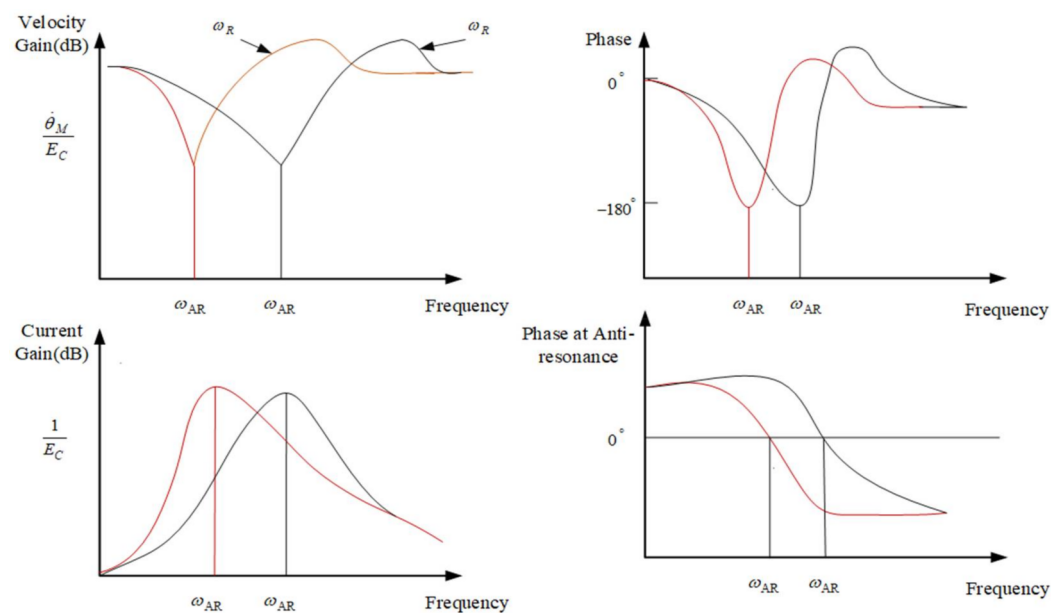 Velocity
Gain(dB)
ω_R
ω_R
θ̇_M
E_C
ω_AR
ω_AR
Frequency
Phase
0°
−180°
ω_AR
ω_AR
Frequency
Current
Gain(dB)
1
E_C
ω_AR
ω_AR
Frequency
Phase at Anti-
resonance
0°
ω_AR
ω_AR
Frequency